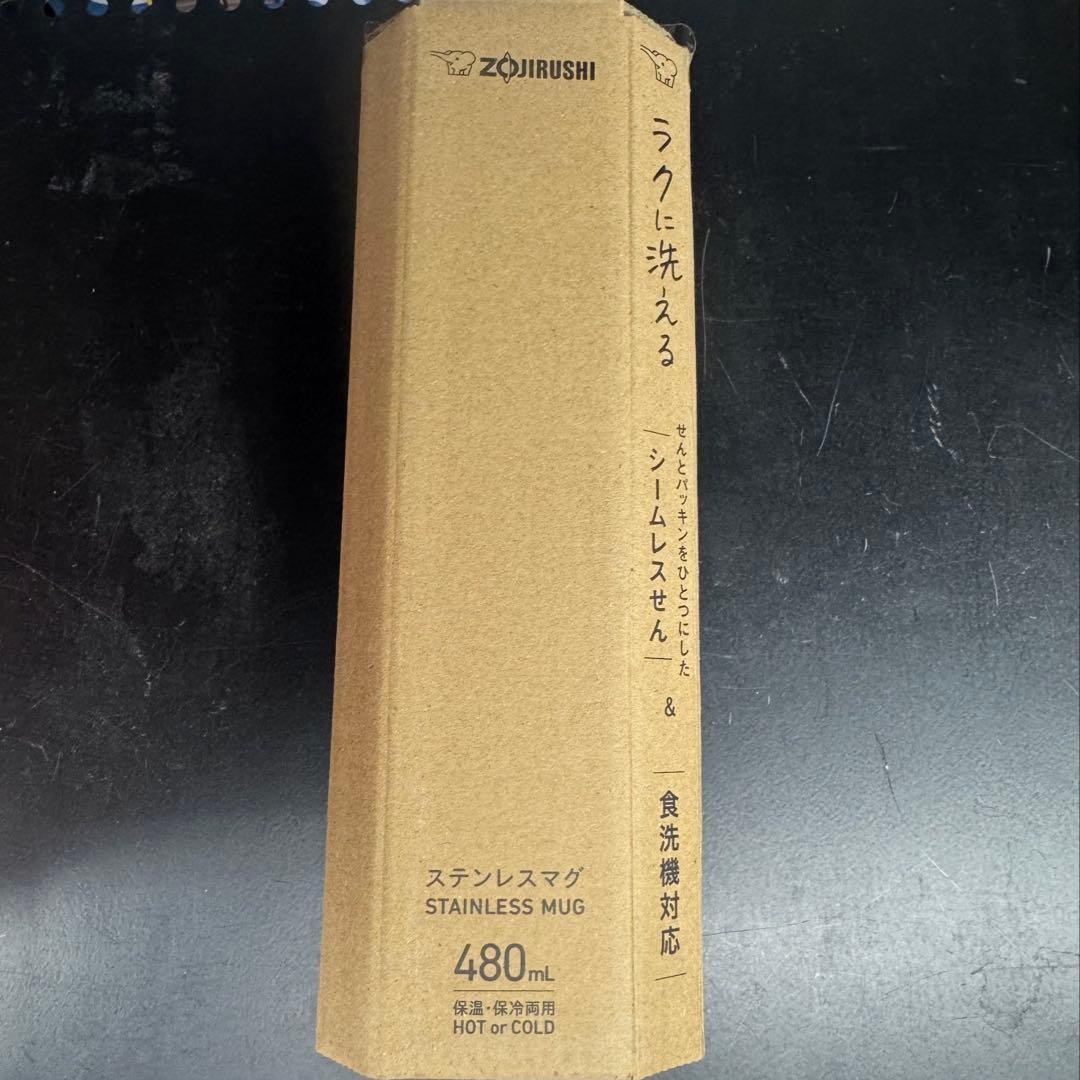 ZOJIRUSHI
ステンレスマグ
STAINLESS MUG
480mL
保温・保冷両用
HOT or COLD
ラクに洗える
せんとパッキンをひとつにした
シームレスせん
&
食洗機対応